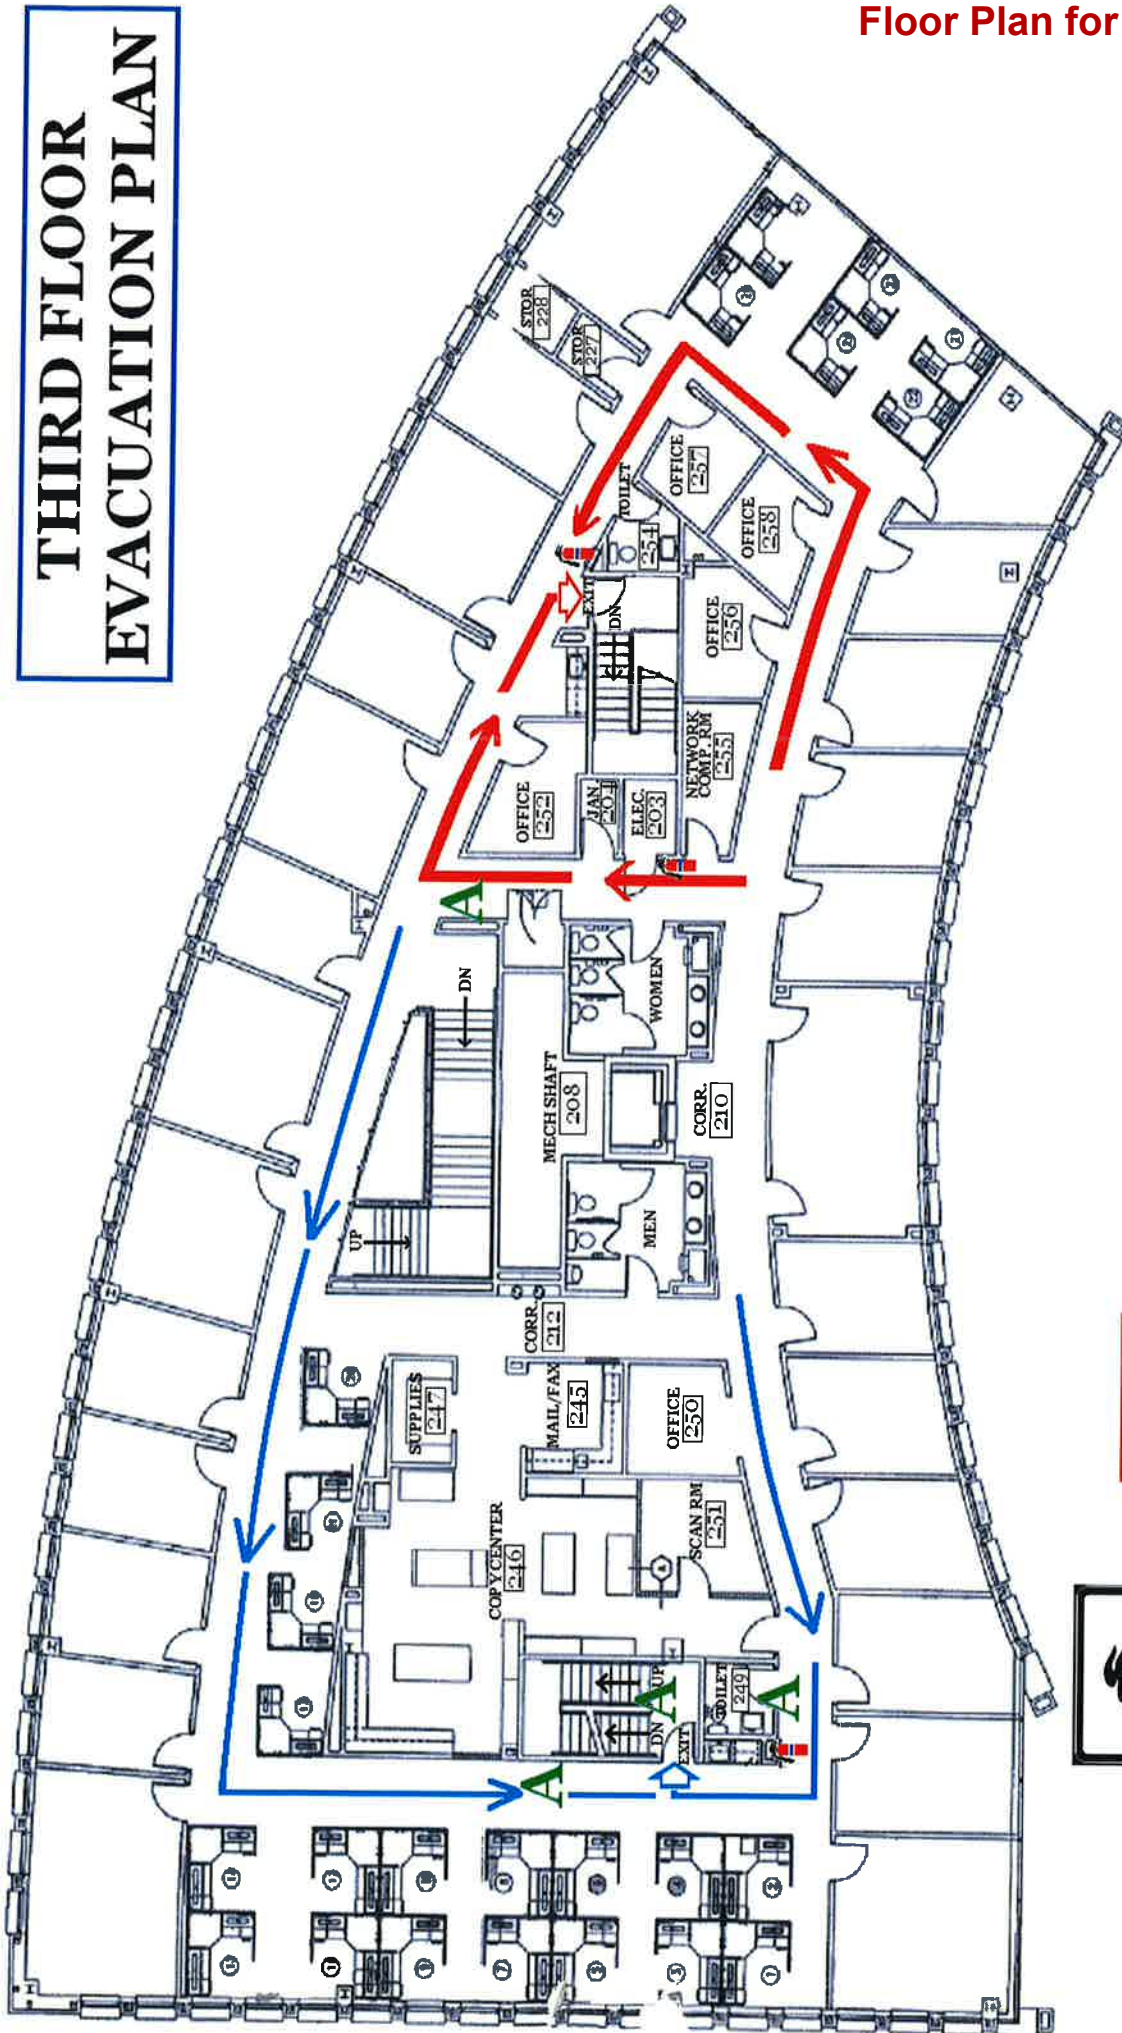 Floor Plan for
THIRD FLOOR
EVACUATION PLAN
STOR
228
STOR
227
OFFICE
257
TOILET
254
OFFICE
258
EXIT
DN
OFFICE
256
NETWORK
COMP. RM
255
OFFICE
252
JAN.
204
ELEC.
203
A
DN
WOMEN
MECH SHAFT
208
CORR.
210
MEN
UP
CORR.
212
SUPPLIES
247
MAIL/FAX
245
OFFICE
250
COPY CENTER
246
SCAN RM
251
A
UP
DN
EXIT
TOILET
249
A
A
A